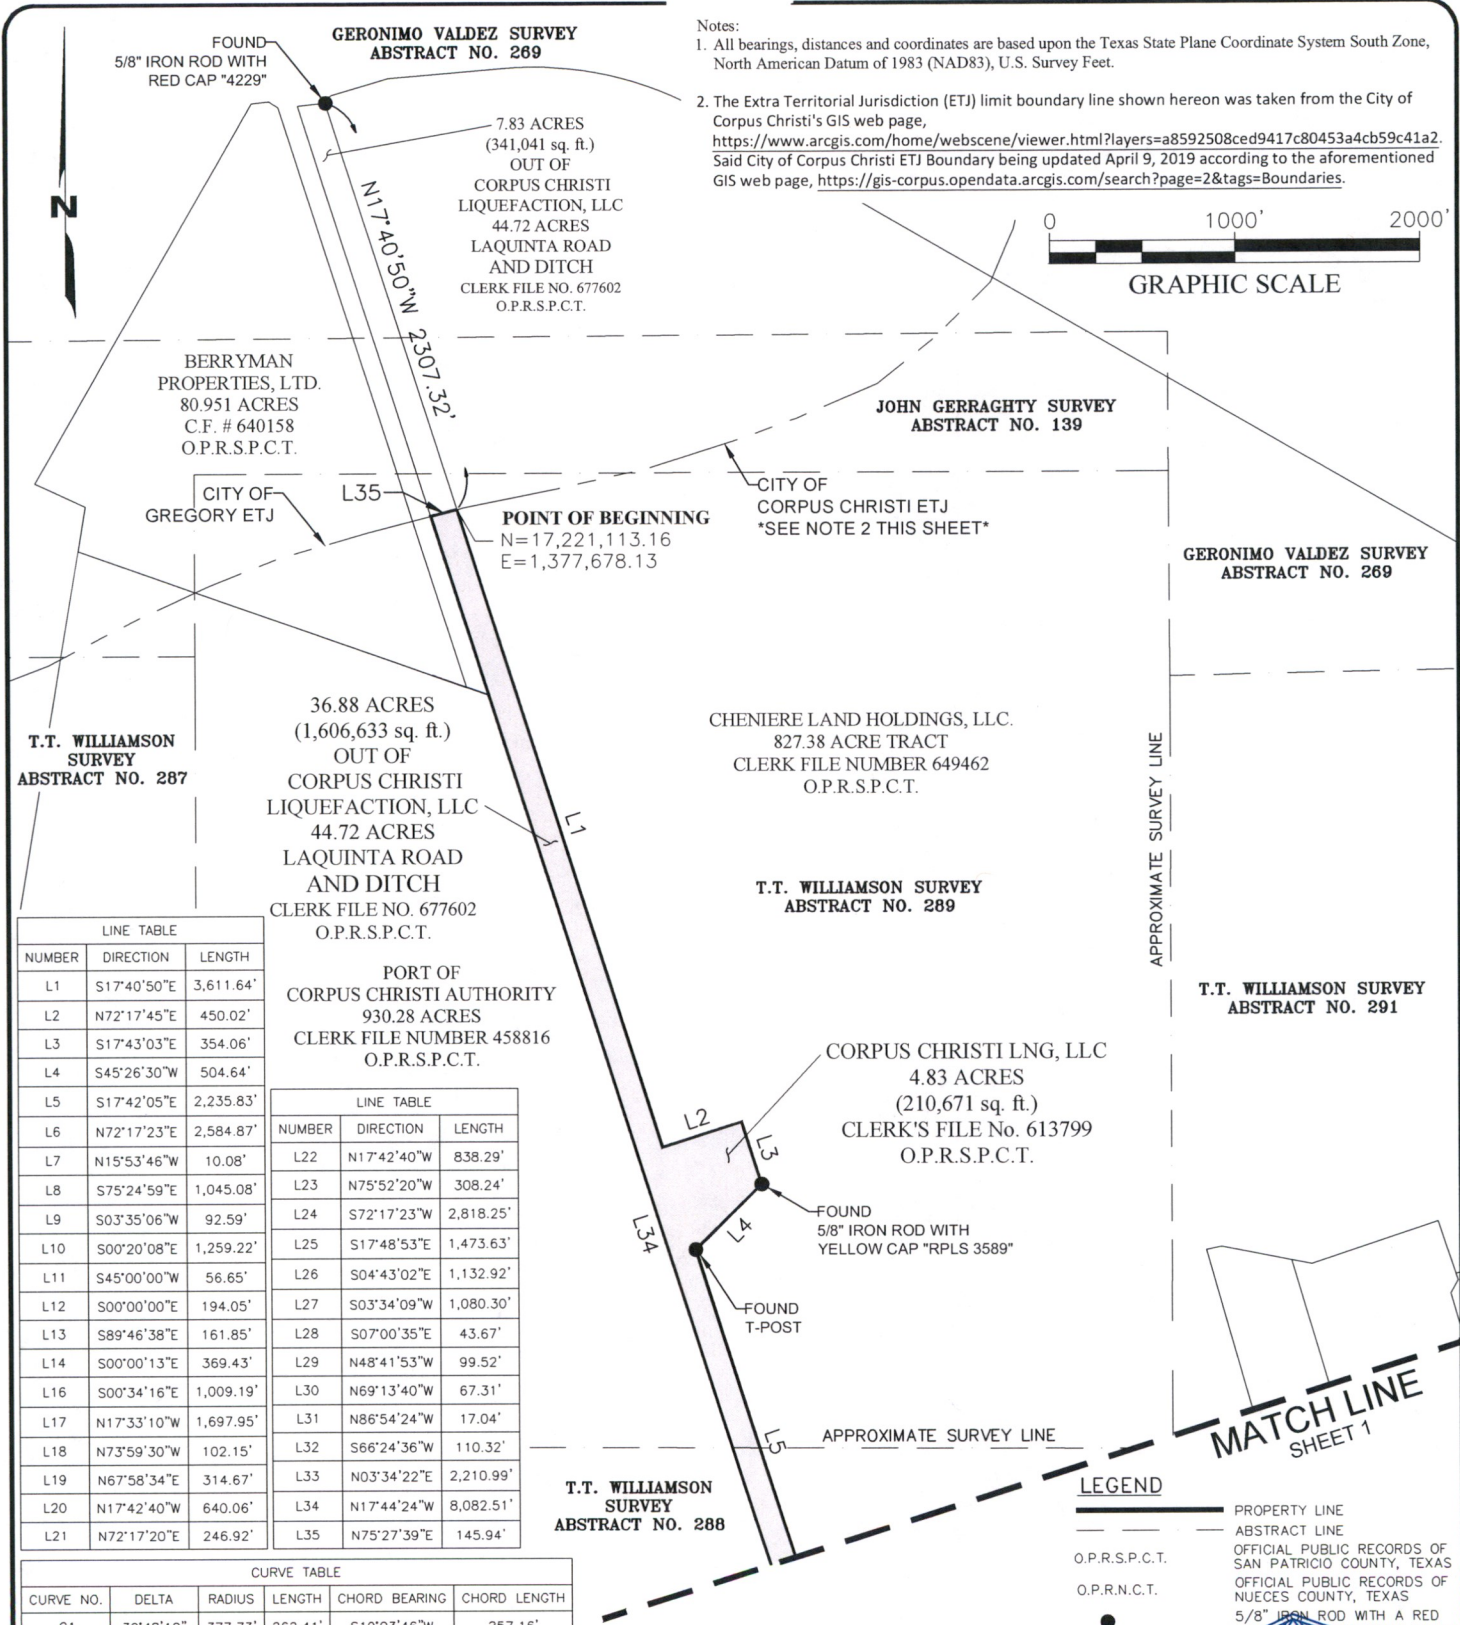 FOUND
5/8" IRON ROD WITH
RED CAP "4229"
GERONIMO VALDEZ SURVEY
ABSTRACT NO. 269
Notes:
1. All bearings, distances and coordinates are based upon the Texas State Plane Coordinate System South Zone,
North American Datum of 1983 (NAD83), U.S. Survey Feet.
2. The Extra Territorial Jurisdiction (ETJ) limit boundary line shown hereon was taken from the City of
Corpus Christi's GIS web page,
https://www.arcgis.com/home/webscene/viewer.html?layers=a8592508ced9417c80453a4cb59c41a2.
Said City of Corpus Christi ETJ Boundary being updated April 9, 2019 according to the aforementioned
GIS web page, https://gis-corpus.opendata.arcgis.com/search?page=2&tags=Boundaries.
N
7.83 ACRES
(341,041 sq. ft.)
OUT OF
CORPUS CHRISTI
LIQUEFACTION, LLC
44.72 ACRES
LAQUINTA ROAD
AND DITCH
CLERK FILE NO. 677602
O.P.R.S.P.C.T.
N17°40'50"W 2307.32'
0 1000' 2000'
GRAPHIC SCALE
BERRYMAN
PROPERTIES, LTD.
80.951 ACRES
C.F. # 640158
O.P.R.S.P.C.T.
JOHN GERRAGHTY SURVEY
ABSTRACT NO. 139
CITY OF
GREGORY ETJ
L35
POINT OF BEGINNING
N=17,221,113.16
E=1,377,678.13
CITY OF
CORPUS CHRISTI ETJ
*SEE NOTE 2 THIS SHEET*
GERONIMO VALDEZ SURVEY
ABSTRACT NO. 269
T.T. WILLIAMSON
SURVEY
ABSTRACT NO. 287
36.88 ACRES
(1,606,633 sq. ft.)
OUT OF
CORPUS CHRISTI
LIQUEFACTION, LLC
44.72 ACRES
LAQUINTA ROAD
AND DITCH
CLERK FILE NO. 677602
O.P.R.S.P.C.T.
L1
CHENIERE LAND HOLDINGS, LLC.
827.38 ACRE TRACT
CLERK FILE NUMBER 649462
O.P.R.S.P.C.T.
APPROXIMATE SURVEY LINE
T.T. WILLIAMSON SURVEY
ABSTRACT NO. 289
T.T. WILLIAMSON SURVEY
ABSTRACT NO. 291
PORT OF
CORPUS CHRISTI AUTHORITY
930.28 ACRES
CLERK FILE NUMBER 458816
O.P.R.S.P.C.T.
CORPUS CHRISTI LNG, LLC
4.83 ACRES
(210,671 sq. ft.)
CLERK'S FILE No. 613799
O.P.R.S.P.C.T.
L2
L3
L4
L34
L5
FOUND
5/8" IRON ROD WITH
YELLOW CAP "RPLS 3589"
FOUND
T-POST
LINE TABLE
NUMBER DIRECTION LENGTH
L1 S17°40'50"E 3,611.64'
L2 N72°17'45"E 450.02'
L3 S17°43'03"E 354.06'
L4 S45°26'30"W 504.64'
L5 S17°42'05"E 2,235.83'
L6 N72°17'23"E 2,584.87'
L7 N15°53'46"W 10.08'
L8 S75°24'59"E 1,045.08'
L9 S03°35'06"W 92.59'
L10 S00°20'08"E 1,259.22'
L11 S45°00'00"W 56.65'
L12 S00°00'00"E 194.05'
L13 S89°46'38"E 161.85'
L14 S00°00'13"E 369.43'
L16 S00°34'16"E 1,009.19'
L17 N17°33'10"W 1,697.95'
L18 N73°59'30"W 102.15'
L19 N67°58'34"E 314.67'
L20 N17°42'40"W 640.06'
L21 N72°17'20"E 246.92'
LINE TABLE
NUMBER DIRECTION LENGTH
L22 N17°42'40"W 838.29'
L23 N75°52'20"W 308.24'
L24 S72°17'23"W 2,818.25'
L25 S17°48'53"E 1,473.63'
L26 S04°43'02"E 1,132.92'
L27 S03°34'09"W 1,080.30'
L28 S07°00'35"E 43.67'
L29 N48°41'53"W 99.52'
L30 N69°13'40"W 67.31'
L31 N86°54'24"W 17.04'
L32 S66°24'36"W 110.32'
L33 N03°34'22"E 2,210.99'
L34 N17°44'24"W 8,082.51'
L35 N75°27'39"E 145.94'
APPROXIMATE SURVEY LINE
T.T. WILLIAMSON
SURVEY
ABSTRACT NO. 288
MATCH LINE
SHEET 1
LEGEND
PROPERTY LINE
ABSTRACT LINE
O.P.R.S.P.C.T. OFFICIAL PUBLIC RECORDS OF
SAN PATRICIO COUNTY, TEXAS
O.P.R.N.C.T. OFFICIAL PUBLIC RECORDS OF
NUECES COUNTY, TEXAS
5/8" IRON ROD WITH A RED
CURVE TABLE
CURVE NO. DELTA RADIUS LENGTH CHORD BEARING CHORD LENGTH